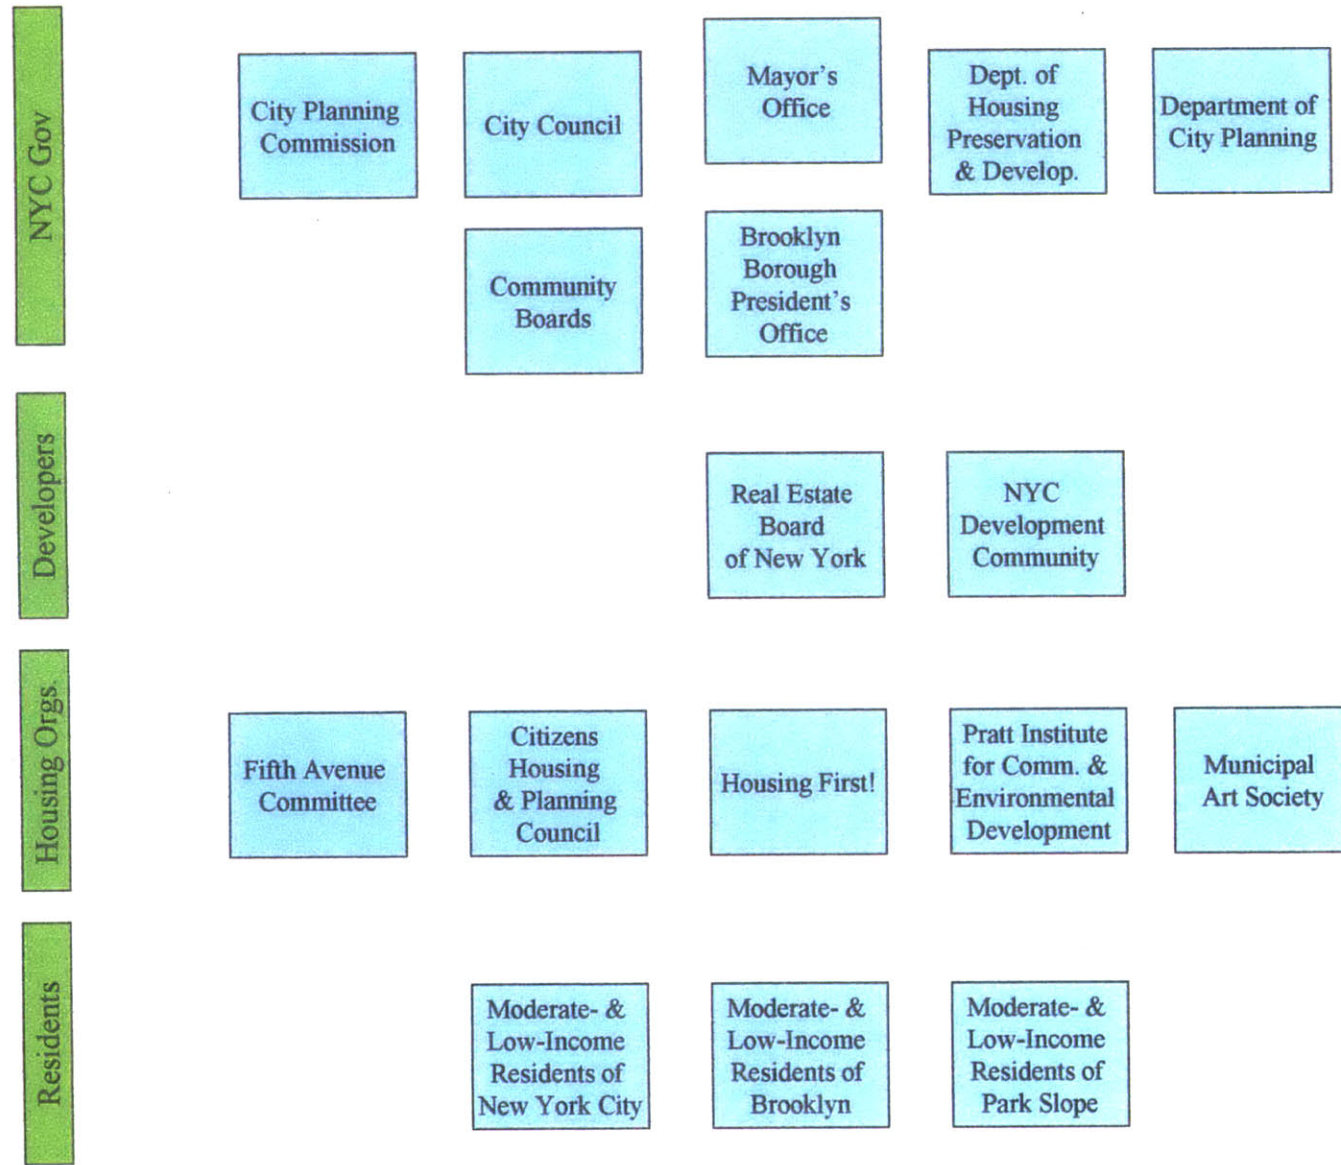 NYC Gov
City Planning
Commission
City Council
Mayor's
Office
Dept. of
Housing
Preservation
& Develop.
Department of
City Planning
Community
Boards
Brooklyn
Borough
President's
Office
Developers
Real Estate
Board
of New York
NYC
Development
Community
Housing Orgs.
Fifth Avenue
Committee
Citizens
Housing
& Planning
Council
Housing First!
Pratt Institute
for Comm. &
Environmental
Development
Municipal
Art Society
Residents
Moderate- &
Low-Income
Residents of
New York City
Moderate- &
Low-Income
Residents of
Brooklyn
Moderate- &
Low-Income
Residents of
Park Slope